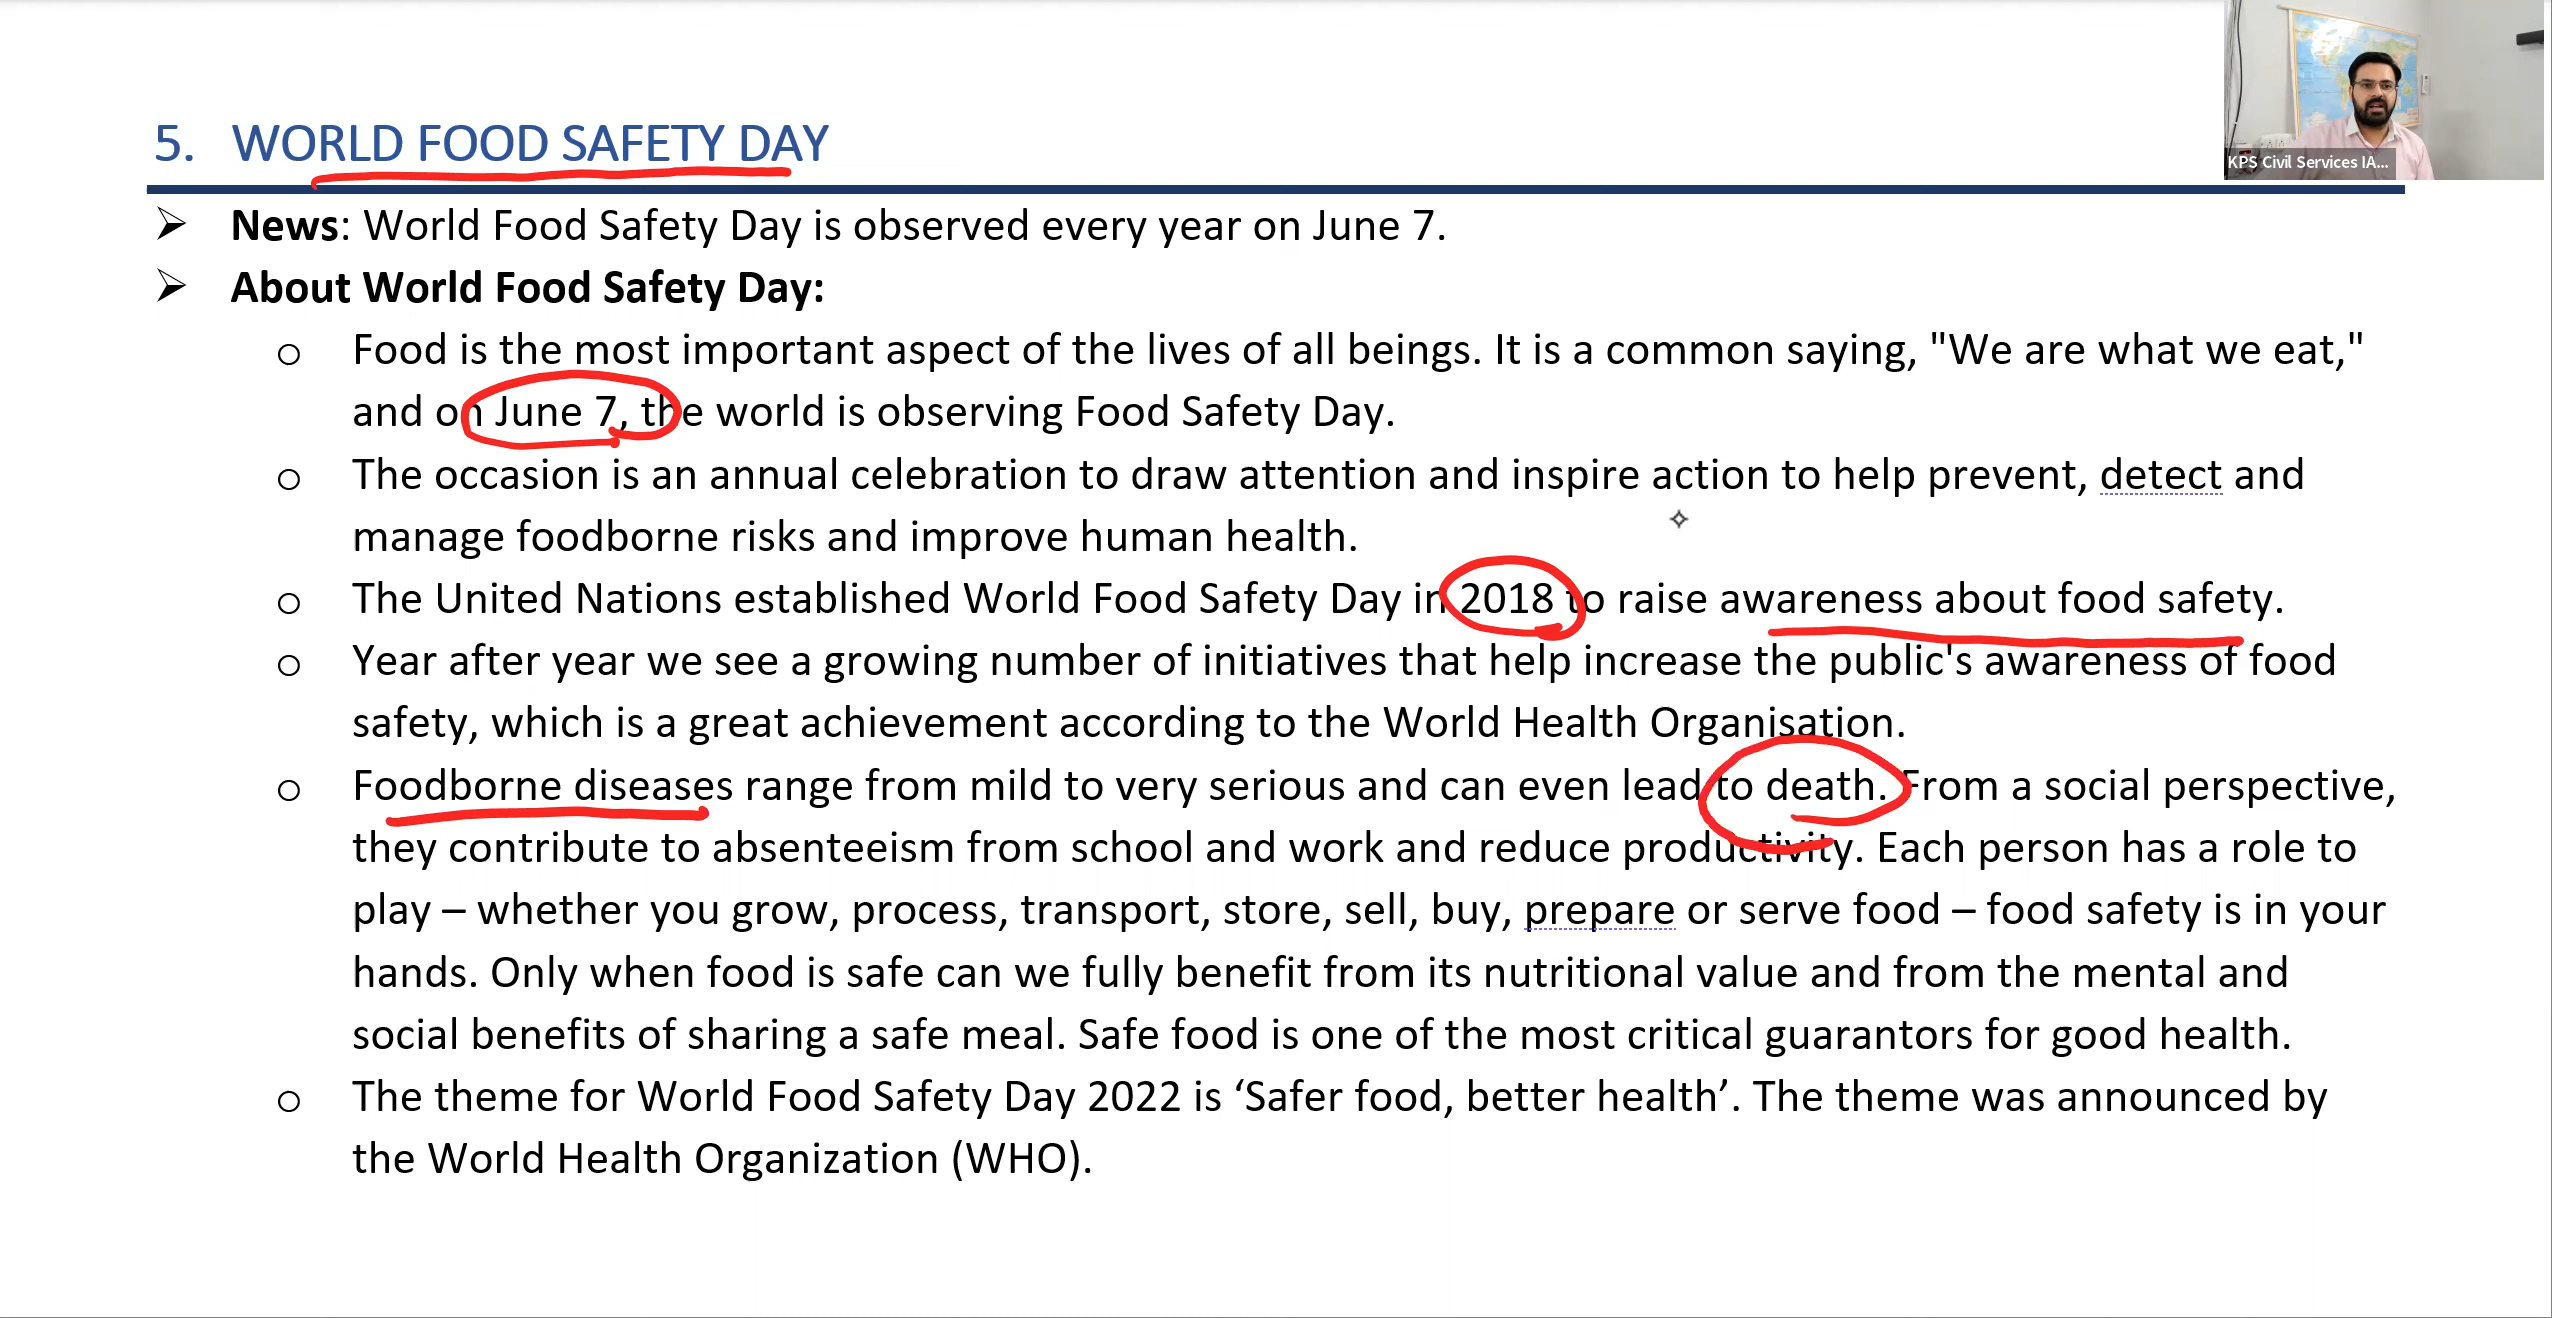 KPS Civil Services IA...
5. WORLD FOOD SAFETY DAY
➢ News: World Food Safety Day is observed every year on June 7.
➢ About World Food Safety Day:
o Food is the most important aspect of the lives of all beings. It is a common saying, "We are what we eat,"
and on June 7, the world is observing Food Safety Day.
o The occasion is an annual celebration to draw attention and inspire action to help prevent, detect and
manage foodborne risks and improve human health.
o The United Nations established World Food Safety Day in 2018 to raise awareness about food safety.
o Year after year we see a growing number of initiatives that help increase the public's awareness of food
safety, which is a great achievement according to the World Health Organisation.
o Foodborne diseases range from mild to very serious and can even lead to death. From a social perspective,
they contribute to absenteeism from school and work and reduce productivity. Each person has a role to
play – whether you grow, process, transport, store, sell, buy, prepare or serve food – food safety is in your
hands. Only when food is safe can we fully benefit from its nutritional value and from the mental and
social benefits of sharing a safe meal. Safe food is one of the most critical guarantors for good health.
o The theme for World Food Safety Day 2022 is ‘Safer food, better health’. The theme was announced by
the World Health Organization (WHO).